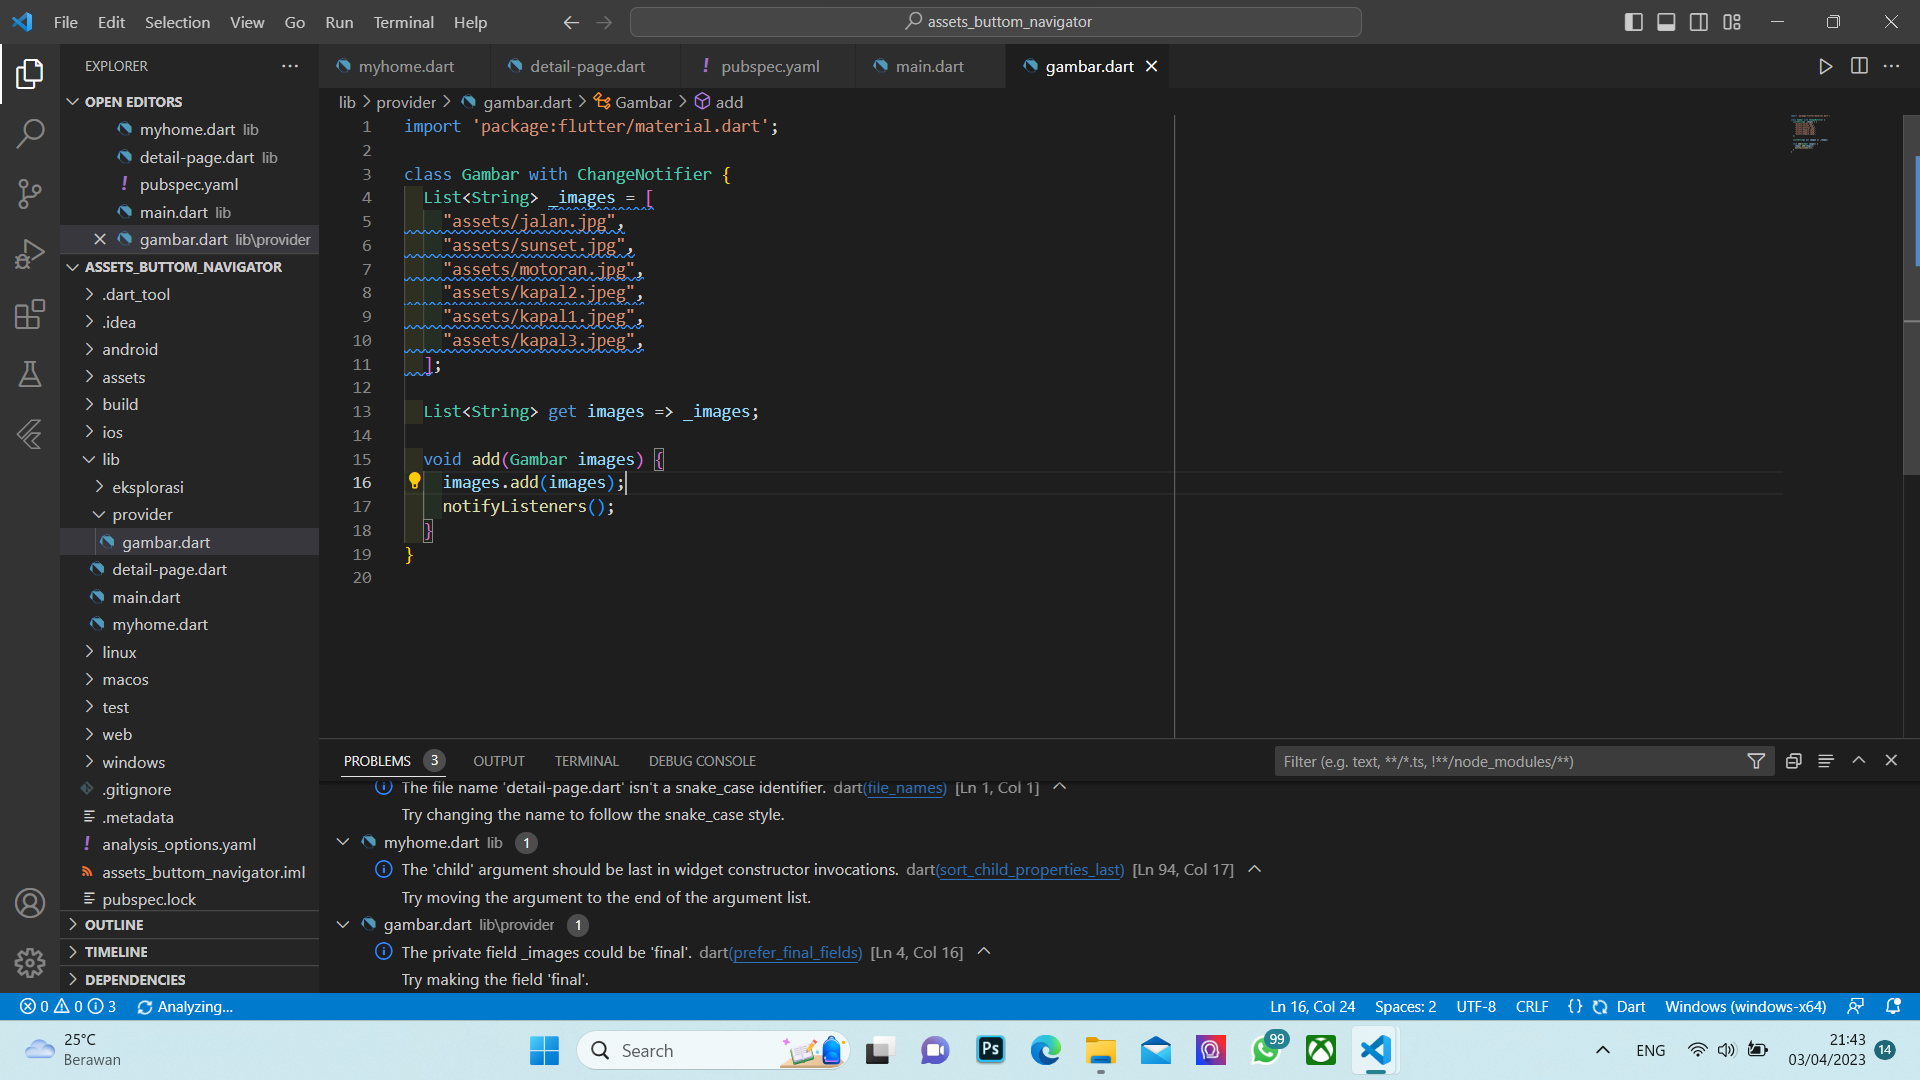 File Edit Selection View Go Run Terminal Help
assets_buttom_navigator
EXPLORER
OPEN EDITORS
myhome.dart lib
detail-page.dart lib
! pubspec.yaml
main.dart lib
gambar.dart lib\provider
ASSETS_BUTTOM_NAVIGATOR
.dart_tool
.idea
android
assets
build
ios
lib
eksplorasi
provider
gambar.dart
detail-page.dart
main.dart
myhome.dart
linux
macos
test
web
windows
.gitignore
.metadata
! analysis_options.yaml
assets_buttom_navigator.iml
pubspec.lock
OUTLINE
TIMELINE
DEPENDENCIES
myhome.dart detail-page.dart ! pubspec.yaml main.dart gambar.dart
lib > provider > gambar.dart > Gambar > add
1 import 'package:flutter/material.dart';
2
3 class Gambar with ChangeNotifier {
4 List<String> _images = [
5 "assets/jalan.jpg",
6 "assets/sunset.jpg",
7 "assets/motoran.jpg",
8 "assets/kapal2.jpeg",
9 "assets/kapal1.jpeg",
10 "assets/kapal3.jpeg",
11 ];
12
13 List<String> get images => _images;
14
15 void add(Gambar images) {
16 images.add(images);
17 notifyListeners();
18 }
19 }
20
PROBLEMS 3 OUTPUT TERMINAL DEBUG CONSOLE
Filter (e.g. text, **/*.ts, !**/node_modules/**)
The file name 'detail-page.dart' isn't a snake_case identifier. dart(file_names) [Ln 1, Col 1]
Try changing the name to follow the snake_case style.
myhome.dart lib 1
The 'child' argument should be last in widget constructor invocations. dart(sort_child_properties_last) [Ln 94, Col 17]
Try moving the argument to the end of the argument list.
gambar.dart lib\provider 1
The private field _images could be 'final'. dart(prefer_final_fields) [Ln 4, Col 16]
Try making the field 'final'.
0 0 3 Analyzing...
Ln 16, Col 24 Spaces: 2 UTF-8 CRLF {} Dart Windows (windows-x64)
25°C
Berawan
Search
Ps
99
ENG
21:43
03/04/2023
14